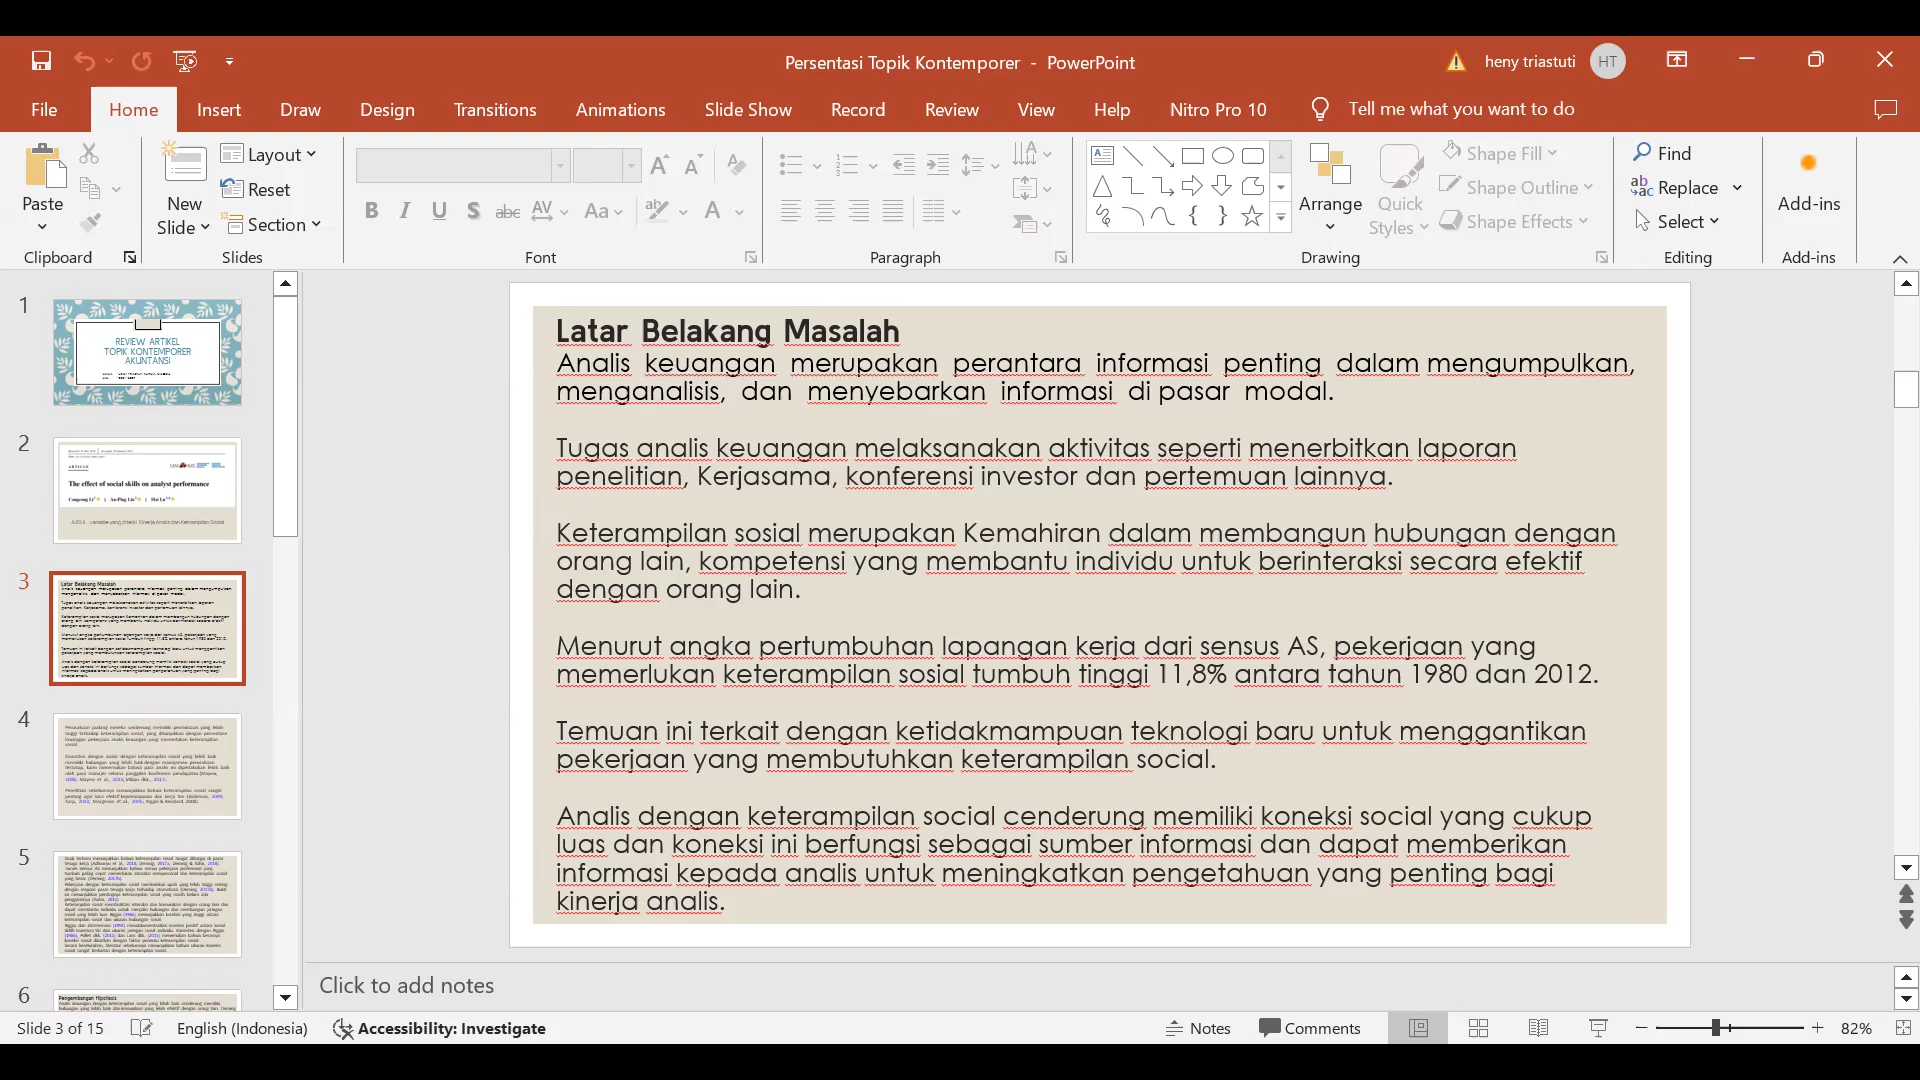 Persentasi Topik Kontemporer - PowerPoint
heny triastuti
HT
File Home Insert Draw Design Transitions Animations Slide Show Record Review View Help Nitro Pro 10 Tell me what you want to do
Paste
Clipboard
New Slide
Layout
Reset
Section
Slides
Font
Paragraph
Arrange
Quick Styles
Shape Fill
Shape Outline
Shape Effects
Drawing
Find
Replace
Select
Editing
Add-ins
Add-ins
1
REVIEW ARTIKEL
TOPIK KONTEMPORER
AKUNTANSI
2
The effect of social skills on analyst performance
3
4
5
6
Pengembangan Hipotesis
Latar Belakang Masalah
Analis keuangan merupakan perantara informasi penting dalam mengumpulkan,
menganalisis, dan menyebarkan informasi di pasar modal.
Tugas analis keuangan melaksanakan aktivitas seperti menerbitkan laporan
penelitian, Kerjasama, konferensi investor dan pertemuan lainnya.
Keterampilan sosial merupakan Kemahiran dalam membangun hubungan dengan
orang lain, kompetensi yang membantu individu untuk berinteraksi secara efektif
dengan orang lain.
Menurut angka pertumbuhan lapangan kerja dari sensus AS, pekerjaan yang
memerlukan keterampilan sosial tumbuh tinggi 11,8% antara tahun 1980 dan 2012.
Temuan ini terkait dengan ketidakmampuan teknologi baru untuk menggantikan
pekerjaan yang membutuhkan keterampilan social.
Analis dengan keterampilan social cenderung memiliki koneksi social yang cukup
luas dan koneksi ini berfungsi sebagai sumber informasi dan dapat memberikan
informasi kepada analis untuk meningkatkan pengetahuan yang penting bagi
kinerja analis.
Click to add notes
Slide 3 of 15 English (Indonesia) Accessibility: Investigate Notes Comments 82%